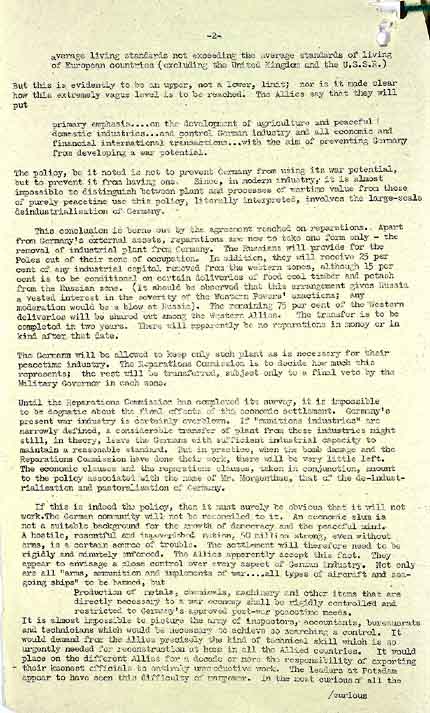 -2-
average living standards not exceeding the average standards of living
of European countries (excluding the United Kingdom and the U.S.S.R.)
But this is evidently to be an upper, not a lower, limit; nor is it made clear
how this extremely vague level is to be reached. The Allies say that they will
put
primary emphasis....on the development of agriculture and peaceful
domestic industries...and control German industry and all economic and
financial international transactions...with the aim of preventing Germany
from developing a war potential.
The policy, be it noted is not to prevent Germany from using its war potential,
but to prevent it from having one. Since, in modern industry, it is almost
impossible to distinguish between plant and processes of wartime value from those
of purely peacetime use this policy, literally interpreted, involves the large-scale
deindustrialisation of Germany.
This conclusion is borne out by the agreement reached on reparations. Apart
from Germany's external assets, reparations are now to take one form only - the
removal of industrial plant from Germany. The Russians will provide for the
Poles out of their zone of occupation. In addition, they will receive 25 per
cent of any industrial capital removed from the western zones, although 15 per
cent is to be conditional on certain deliveries of food coal timber and potash
from the Russian zone. (It should be observed that this arrangement gives Russia
a vested interest in the severity of the Western Powers' exactions; any
moderation would be a blow at Russia). The remaining 75 per cent of the Western
deliveries will be shared out among the Western Allies. The transfer is to be
completed in two years. There will apparently be no reparations in money or in
kind after that date.
The Germans will be allowed to keep only such plant as is necessary for their
peacetime industry. The Reparations Commission is to decide how much this
represents; the rest will be transferred, subject only to a final veto by the
Military Governor in each zone.
Until the Reparations Commission has completed its survey, it is impossible
to be dogmatic about the final effects of the economic settlement. Germany's
present war industry is certainly overblown. If "munitions industries" are
narrowly defined, a considerable transfer of plant from these industries might
still, in theory, leave the Germans with sufficient industrial capacity to
maintain a reasonable standard. But in practice, when the bomb damage and the
Reparations Commission have done their work, there will be very little left.
The economic clauses and the reparations clauses, taken in conjunction, amount
to the policy associated with the name of Mr. Morgenthau, that of the de-indust-
rialisation and pastoralisation of Germany.
If this is indeed the policy, then it must surely be obvious that it will not
work. The German community will not be reconciled to it. An economic slum is
not a suitable background for the growth of democracy and the peaceful mind.
A hostile, resentful and impoverished nation, 60 million strong, even without
arms, is a certain source of trouble. The settlement will therefore need to be
rigidly and minutely enforced. The Allies apparently accept this fact. They
appear to envisage a close control over every aspect of German industry. Not only
are all "arms, ammunition and implements of war....all types of aircraft and sea-
going ships" to be banned, but
Production of metals, chemicals, machinery and other items that are
directly necessary to a war economy shall be rigidly controlled and
restricted to Germany's approved post-war peacetime needs.
It is almost impossible to picture the army of inspectors, accountants, bureaucrats
and technicians which would be necessary to achieve so searching a control. It
would demand from the Allies precisely the kind of technical skill which is so
urgently needed for reconstruction at home in all the Allied countries. It would
place on the different Allies for a decade or more the responsibility of exporting
their keenest officials to entirely unproductive work. The leaders at Potsdam
appear to have seen this difficulty of manpower. In the most curious of all the
/curious